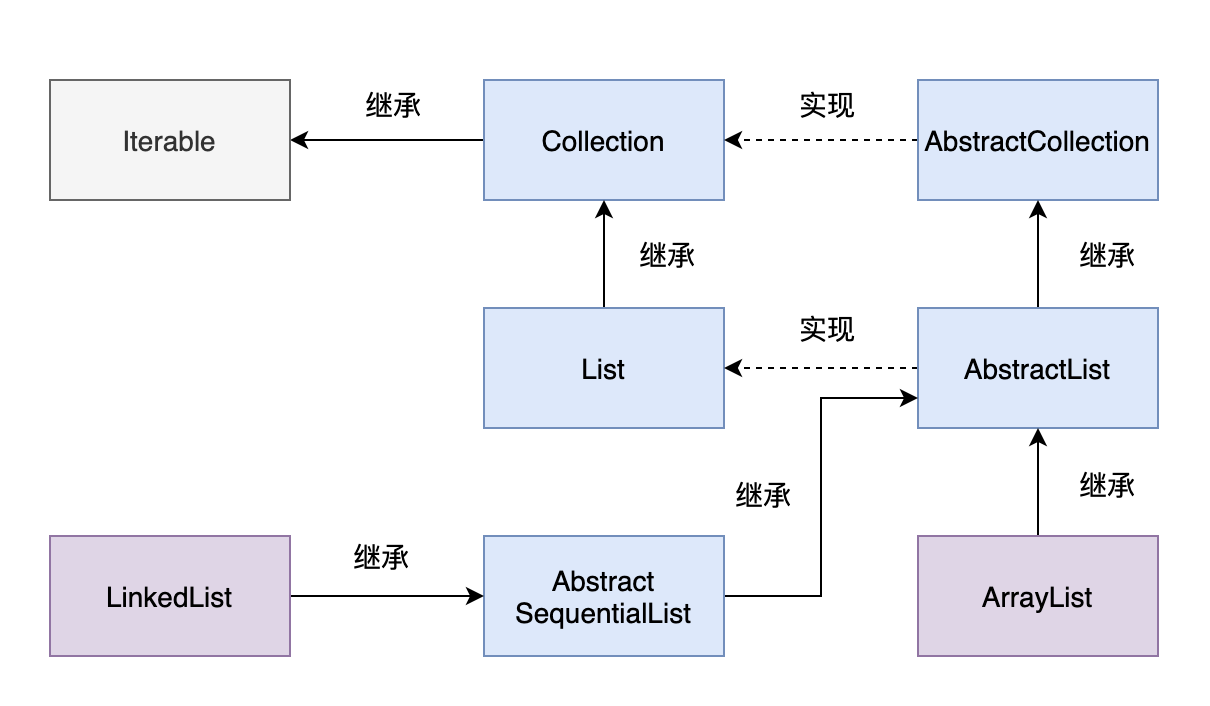 继承
实现
Iterable
Collection
AbstractCollection
继承
继承
实现
List
AbstractList
继承
继承
继承
LinkedList
Abstract
SequentialList
ArrayList